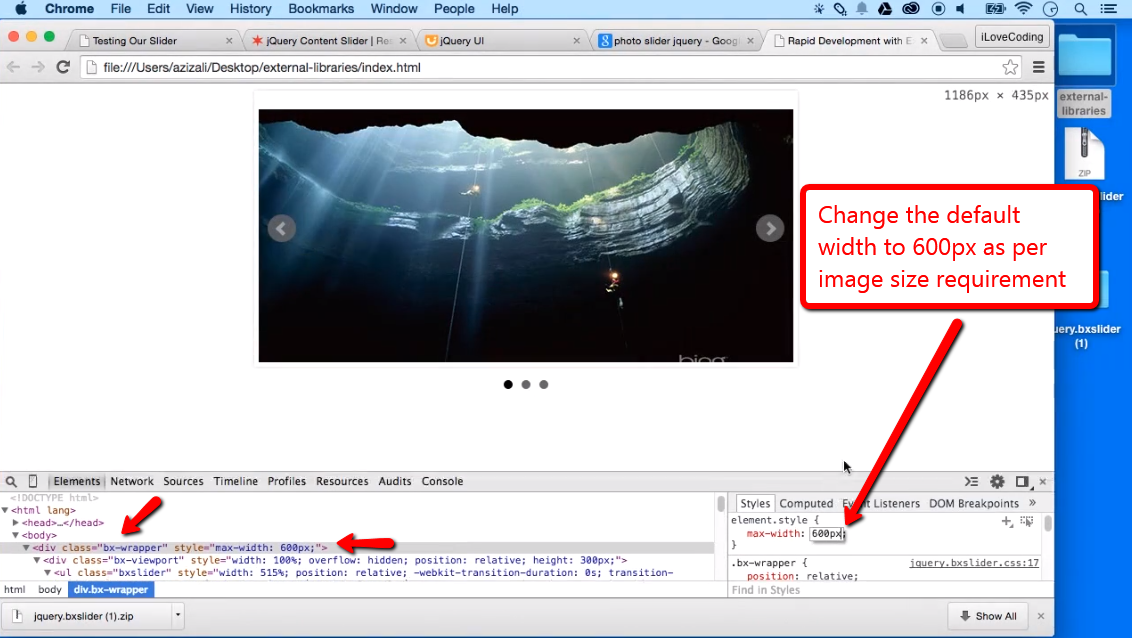 Chrome File Edit View History Bookmarks Window People Help
Testing Our Slider
jQuery Content Slider | Res
jQuery UI
photo slider jquery - Goog
Rapid Development with E
iLoveCoding
file:///Users/azizali/Desktop/external-libraries/index.html
1186px × 435px
external-
libraries
ZIP
Change the default
width to 600px as per
image size requirement
lider
uery.bxslider
(1)
bing
Elements Network Sources Timeline Profiles Resources Audits Console
<!DOCTYPE html>
<html lang>
<head>…</head>
<body>
<div class="bx-wrapper" style="max-width: 600px;">
<div class="bx-viewport" style="width: 100%; overflow: hidden; position: relative; height: 300px;">
<ul class="bxslider" style="width: 515%; position: relative; -webkit-transition-duration: 0s; transition-
html body div.bx-wrapper
Styles Computed Event Listeners DOM Breakpoints »
element.style {
max-width: 600px;
}
.bx-wrapper { jquery.bxslider.css:17
position: relative;
Find in Styles
jquery.bxslider (1).zip
Show All